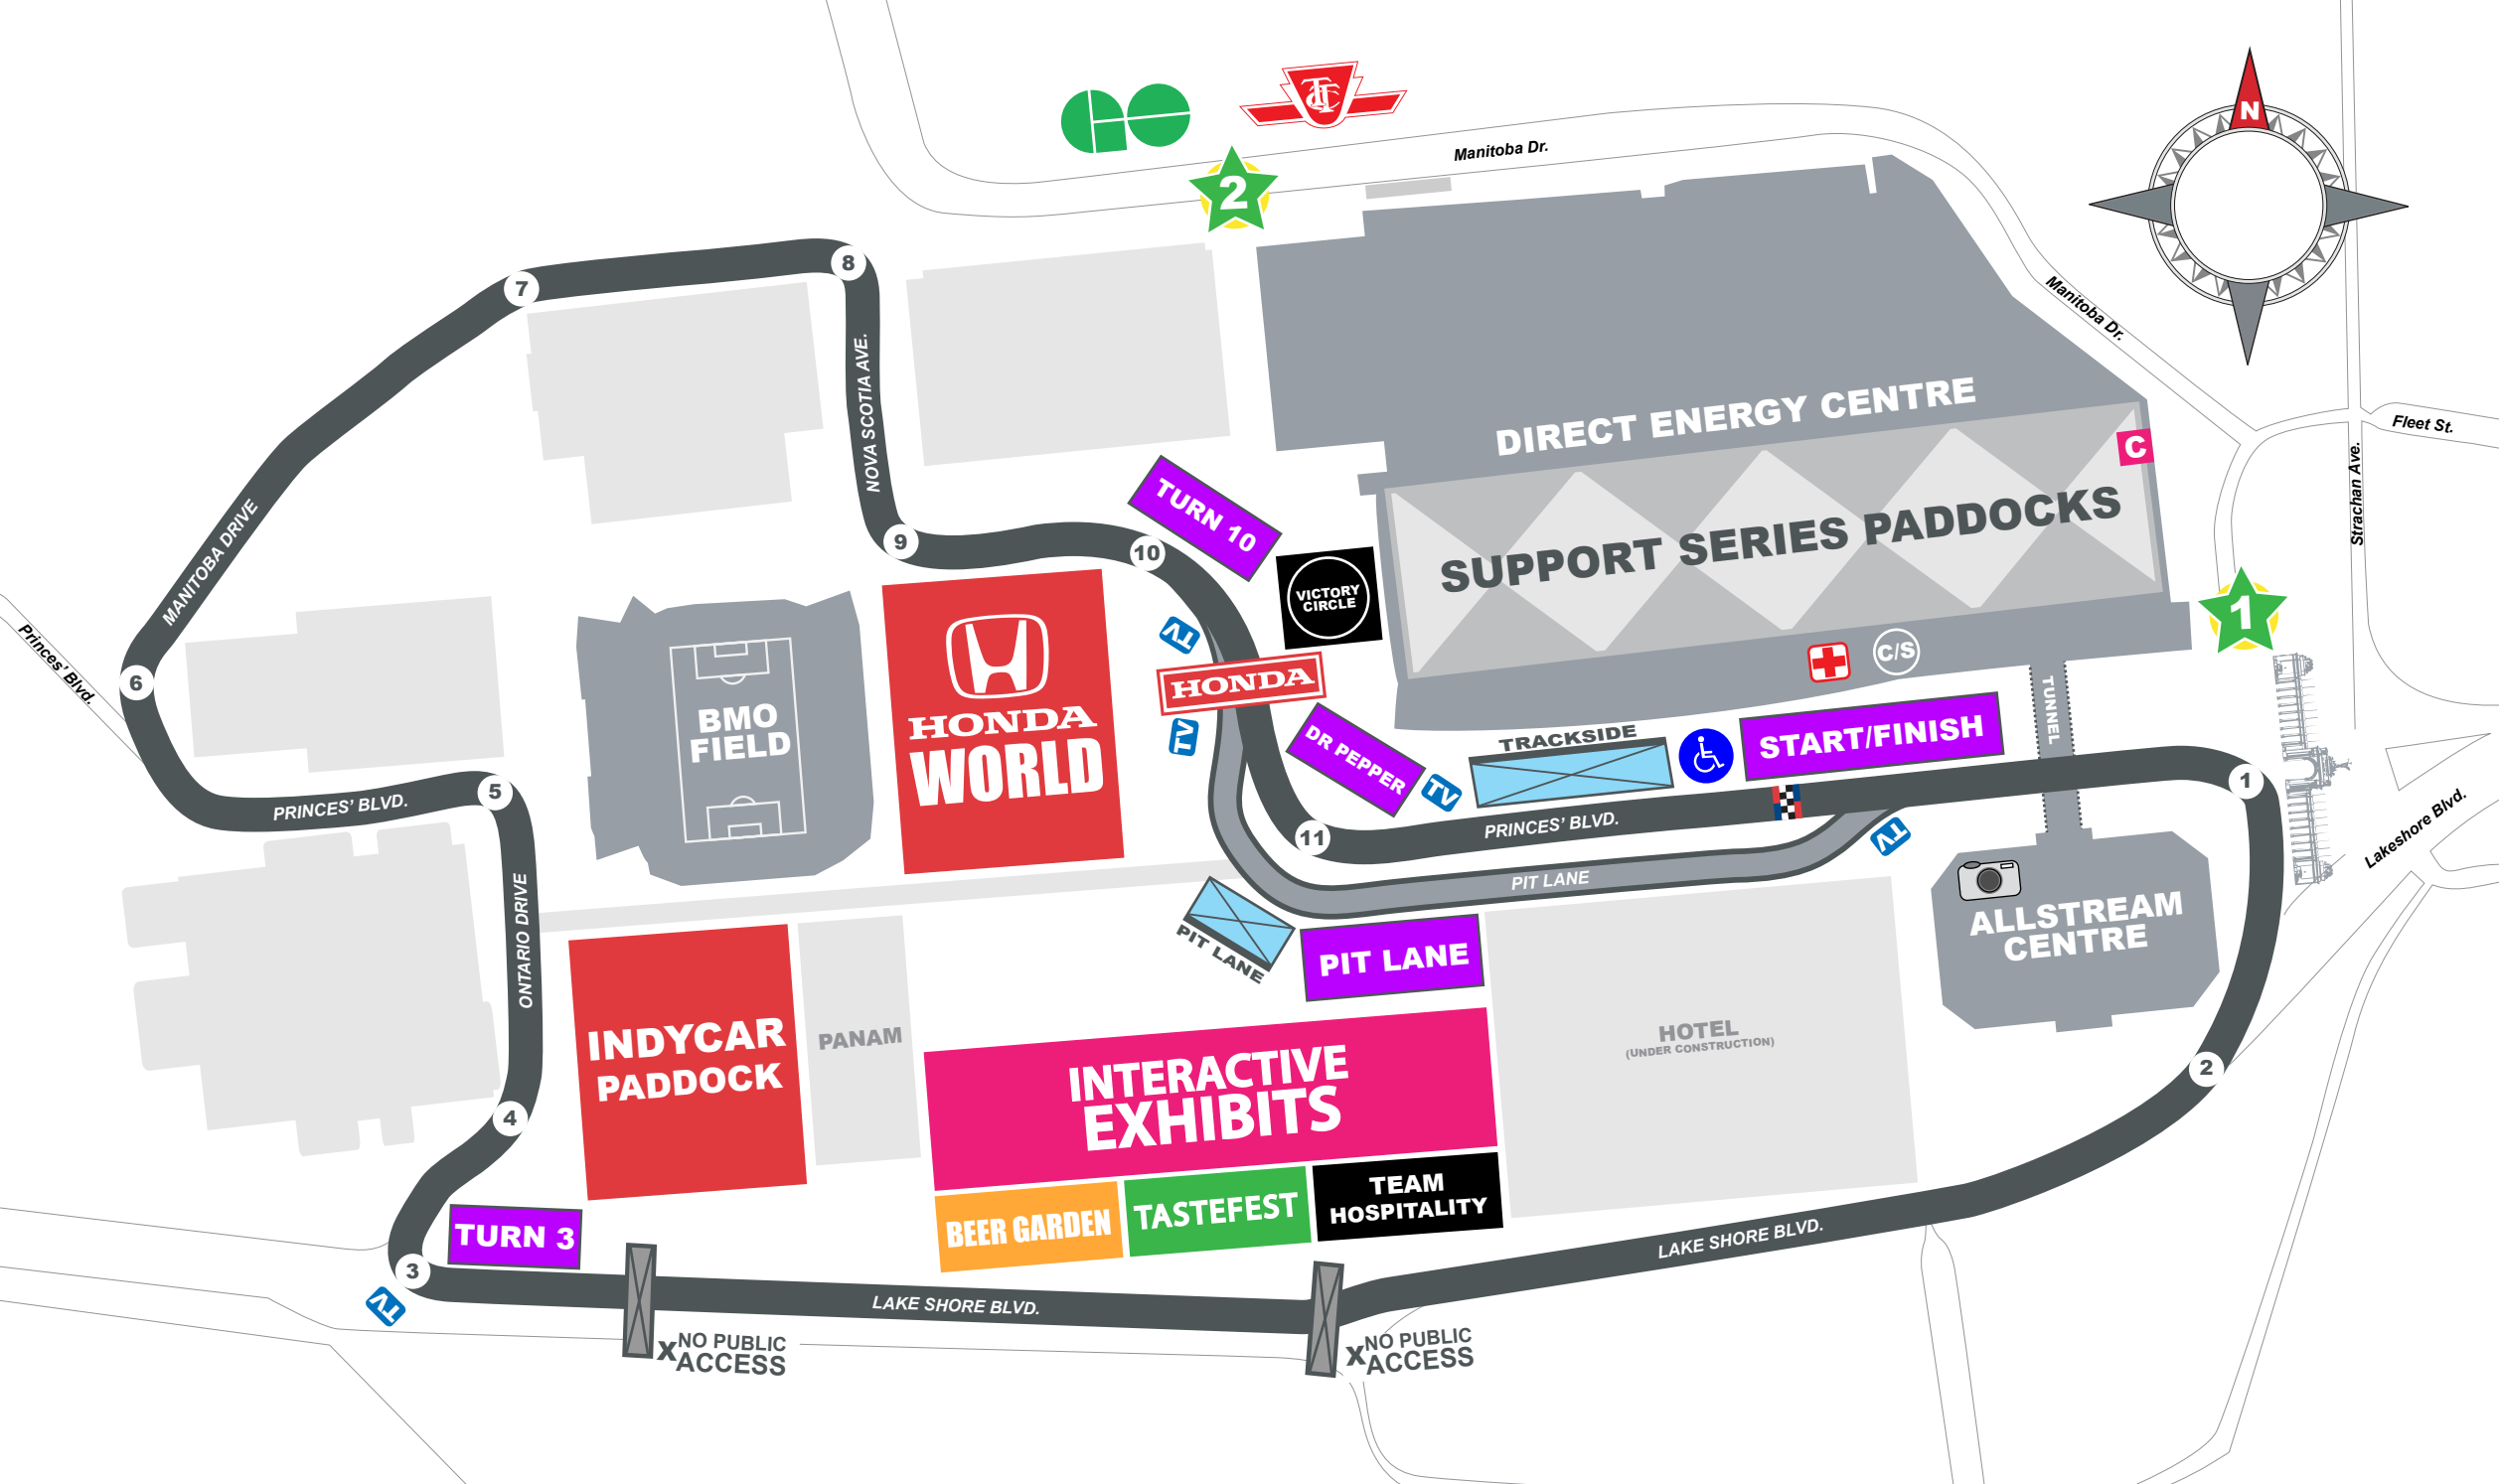 TTC
2
Manitoba Dr.
N
8
7
Manitoba Dr.
NOVA SCOTIA AVE.
DIRECT ENERGY CENTRE
C
Fleet St.
Strachan Ave.
MANITOBA DRIVE
TURN 10
SUPPORT SERIES PADDOCKS
9
10
VICTORY
CIRCLE
1
TV
Princes' Blvd.
6
C/S
HONDA
HONDA
WORLD
BMO
FIELD
TV
TUNNEL
DR PEPPER
TRACKSIDE
START/FINISH
TV
1
5
PRINCES' BLVD.
11
PRINCES' BLVD.
TV
Lakeshore Blvd.
PIT LANE
ONTARIO DRIVE
PIT LANE
PIT LANE
ALLSTREAM
CENTRE
INDYCAR
PADDOCK
PANAM
HOTEL
(UNDER CONSTRUCTION)
INTERACTIVE
EXHIBITS
2
4
TURN 3
BEER GARDEN
TASTEFEST
TEAM
HOSPITALITY
3
TV
LAKE SHORE BLVD.
LAKE SHORE BLVD.
x NO PUBLIC
ACCESS
x NO PUBLIC
ACCESS